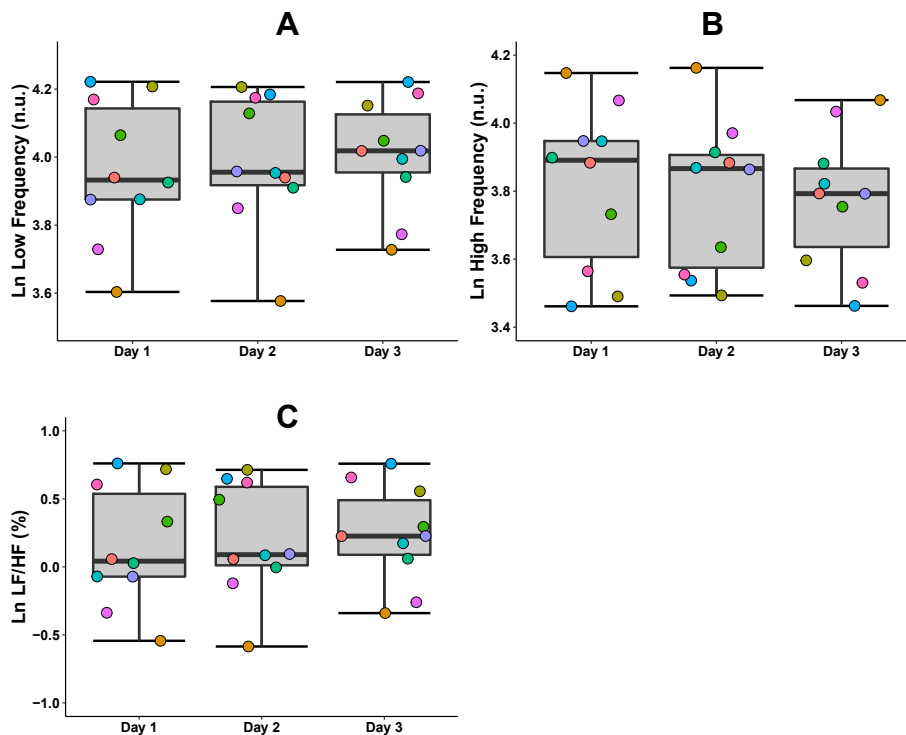 A
Ln Low Frequency (n.u.)
4.2
4.0
3.8
3.6
Day 1 Day 2 Day 3
B
Ln High Frequency (n.u.)
4.2
4.0
3.8
3.6
3.4
Day 1 Day 2 Day 3
C
Ln LF/HF (%)
1.0
0.5
0.0
−0.5
−1.0
Day 1 Day 2 Day 3